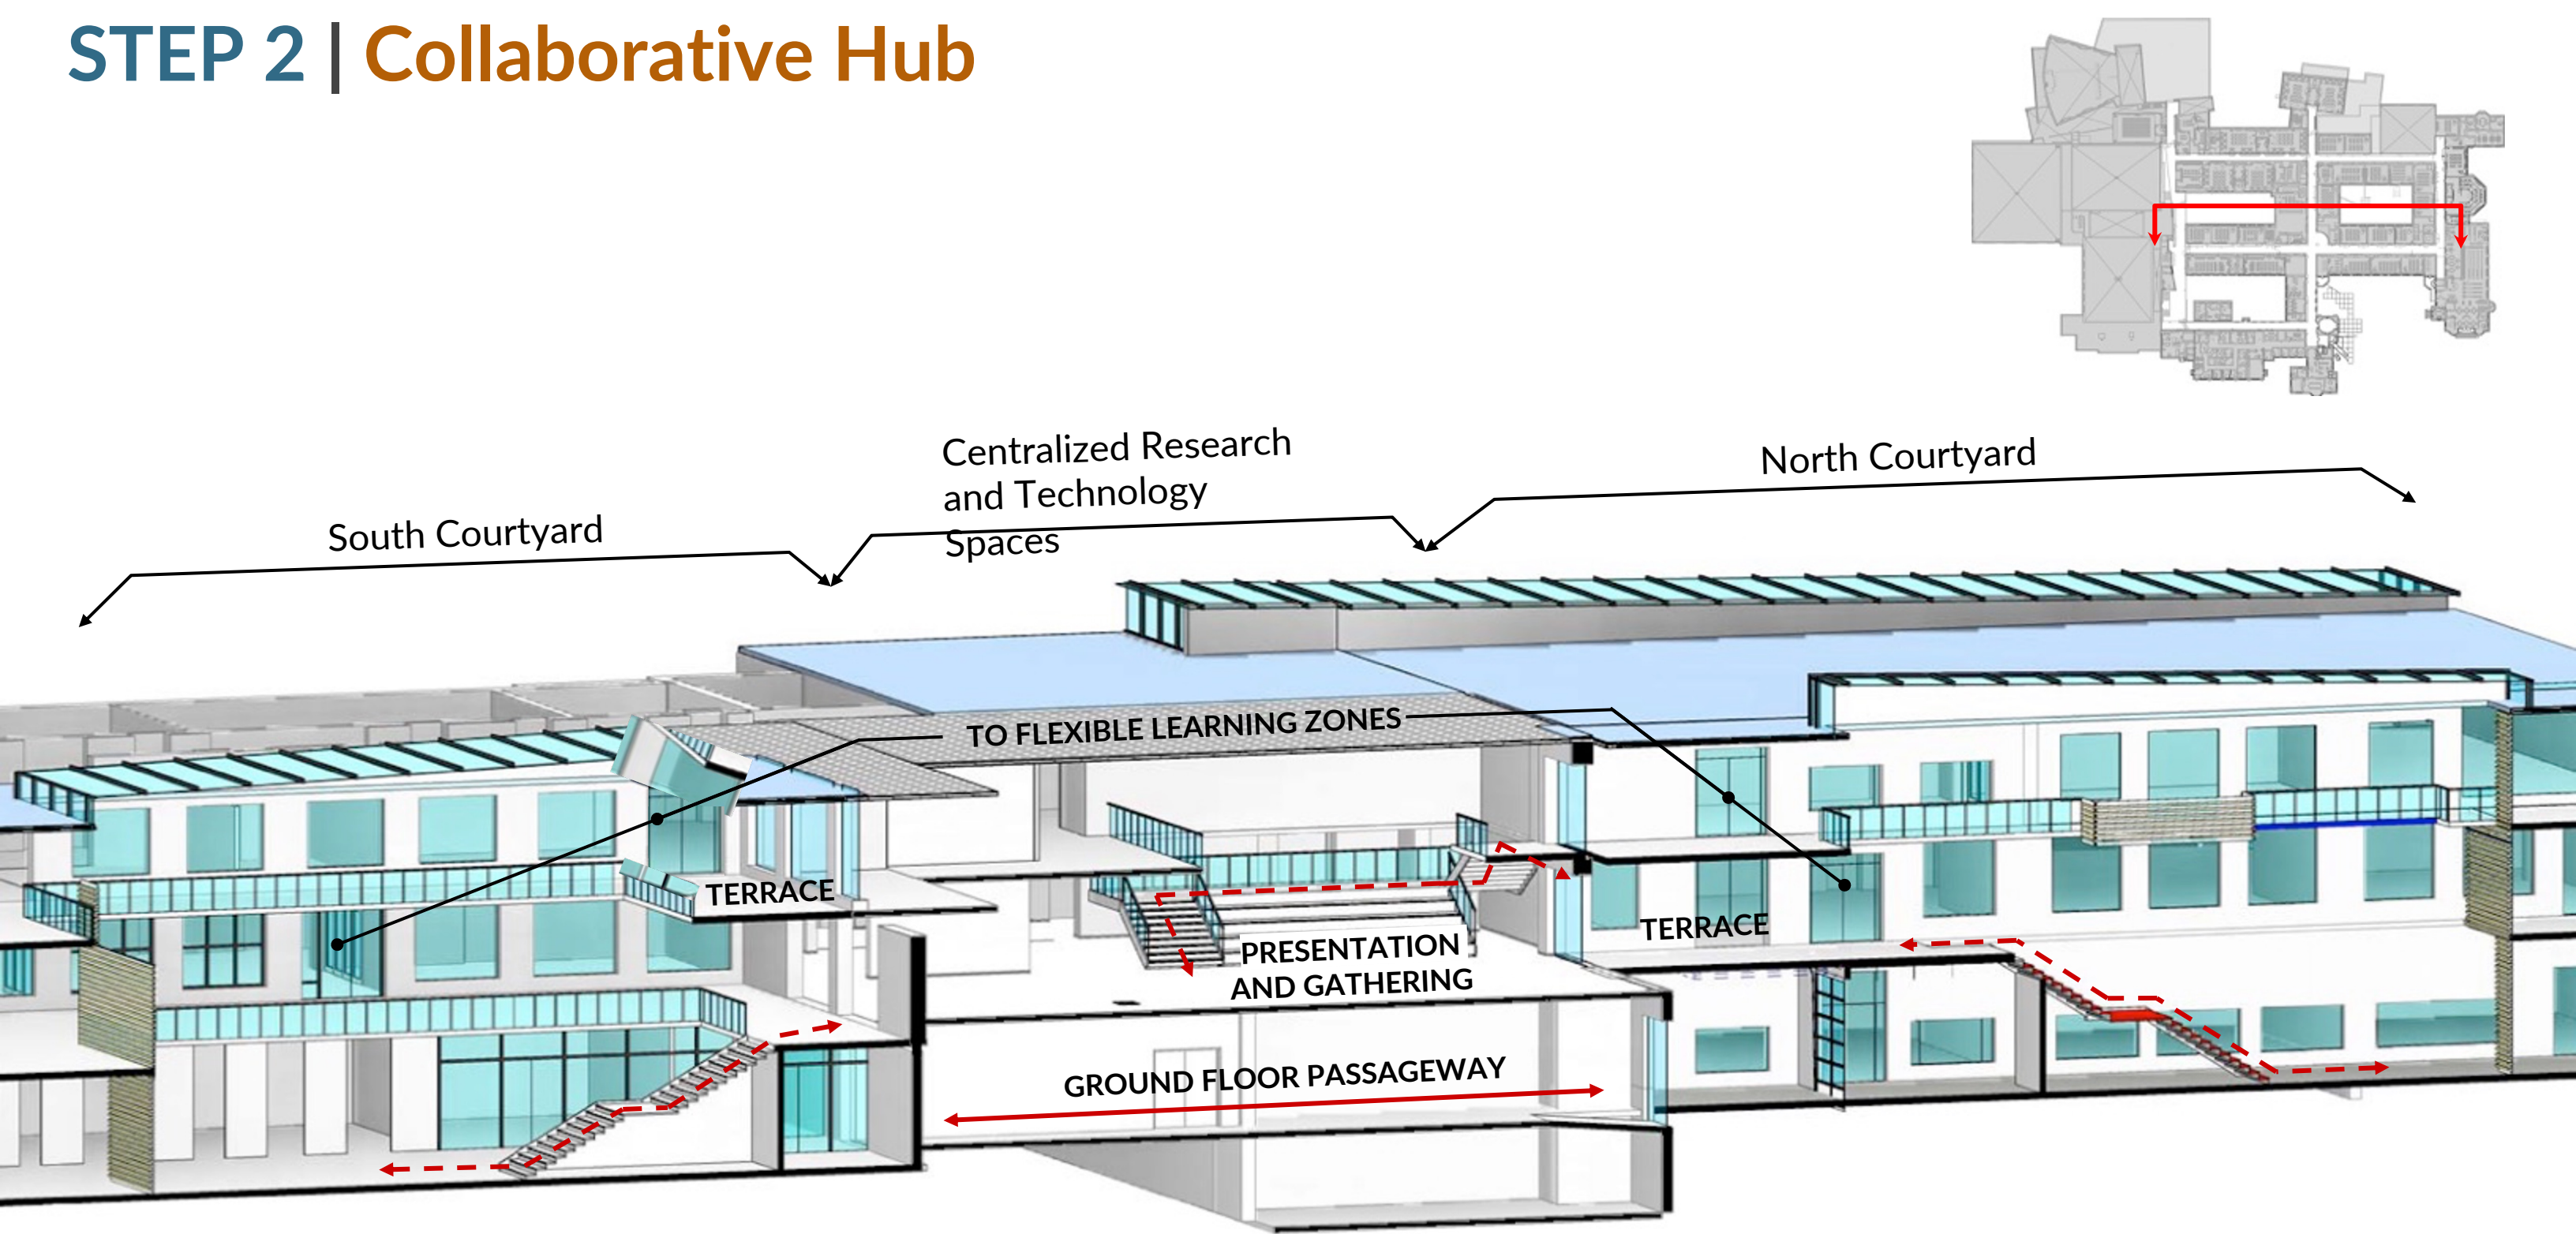 STEP 2 | Collaborative Hub
Centralized Research
and Technology
Spaces
North Courtyard
South Courtyard
TO FLEXIBLE LEARNING ZONES
TERRACE
TERRACE
PRESENTATION
AND GATHERING
GROUND FLOOR PASSAGEWAY